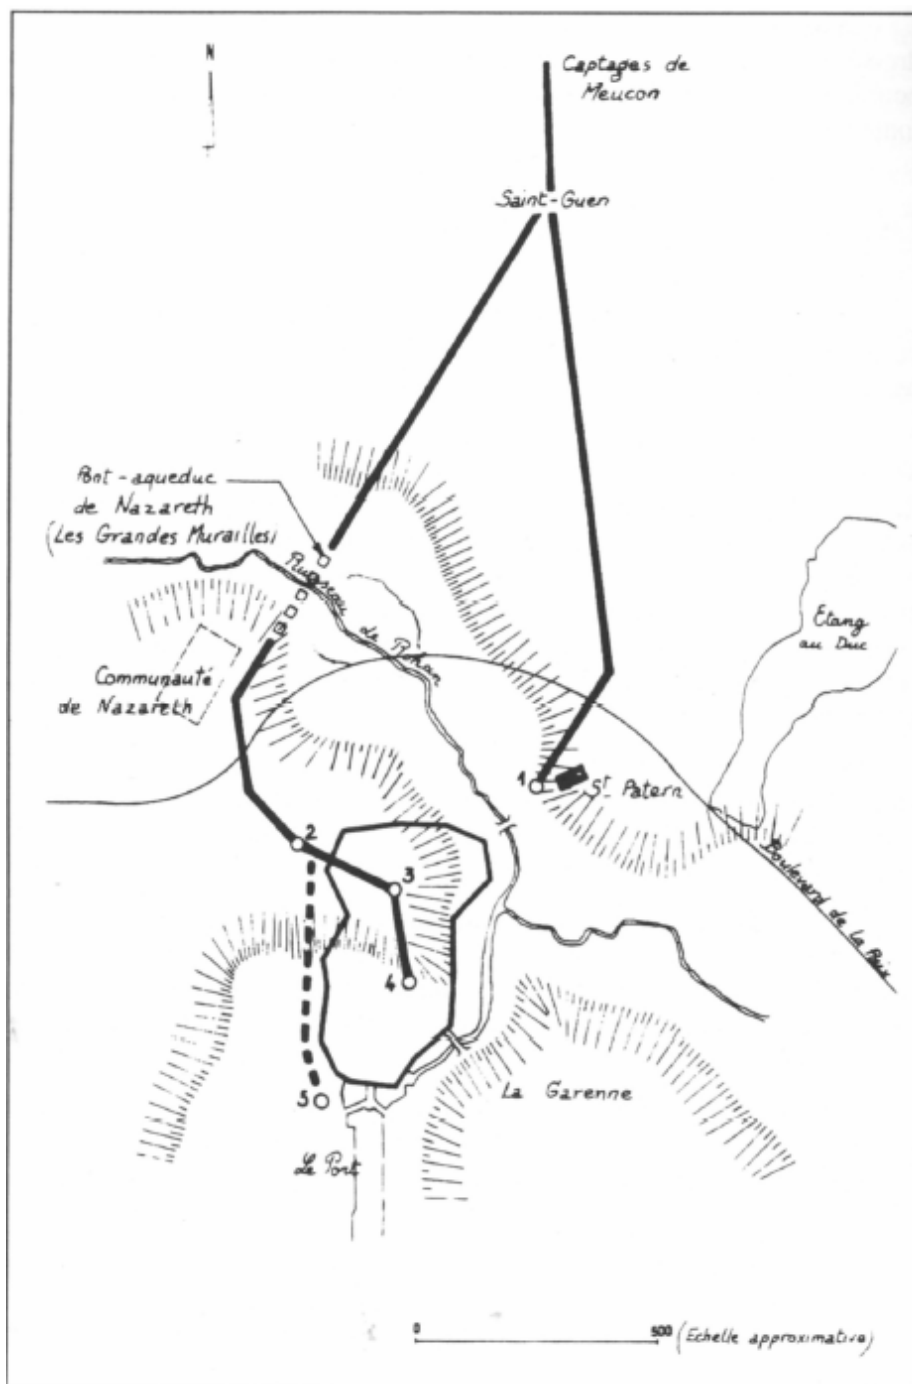 N
Captages de
Meucon
Saint-Guen
Pont-aqueduc
de Nazareth
(Les Grandes Murailles)
Ruisseau
de Rohan
Etang
au Duc
Communauté
de Nazareth
1
St Patern
2
3
Boulevard de la Paix
4
La Garenne
5
Le Port
0
500 (Echelle approximative)